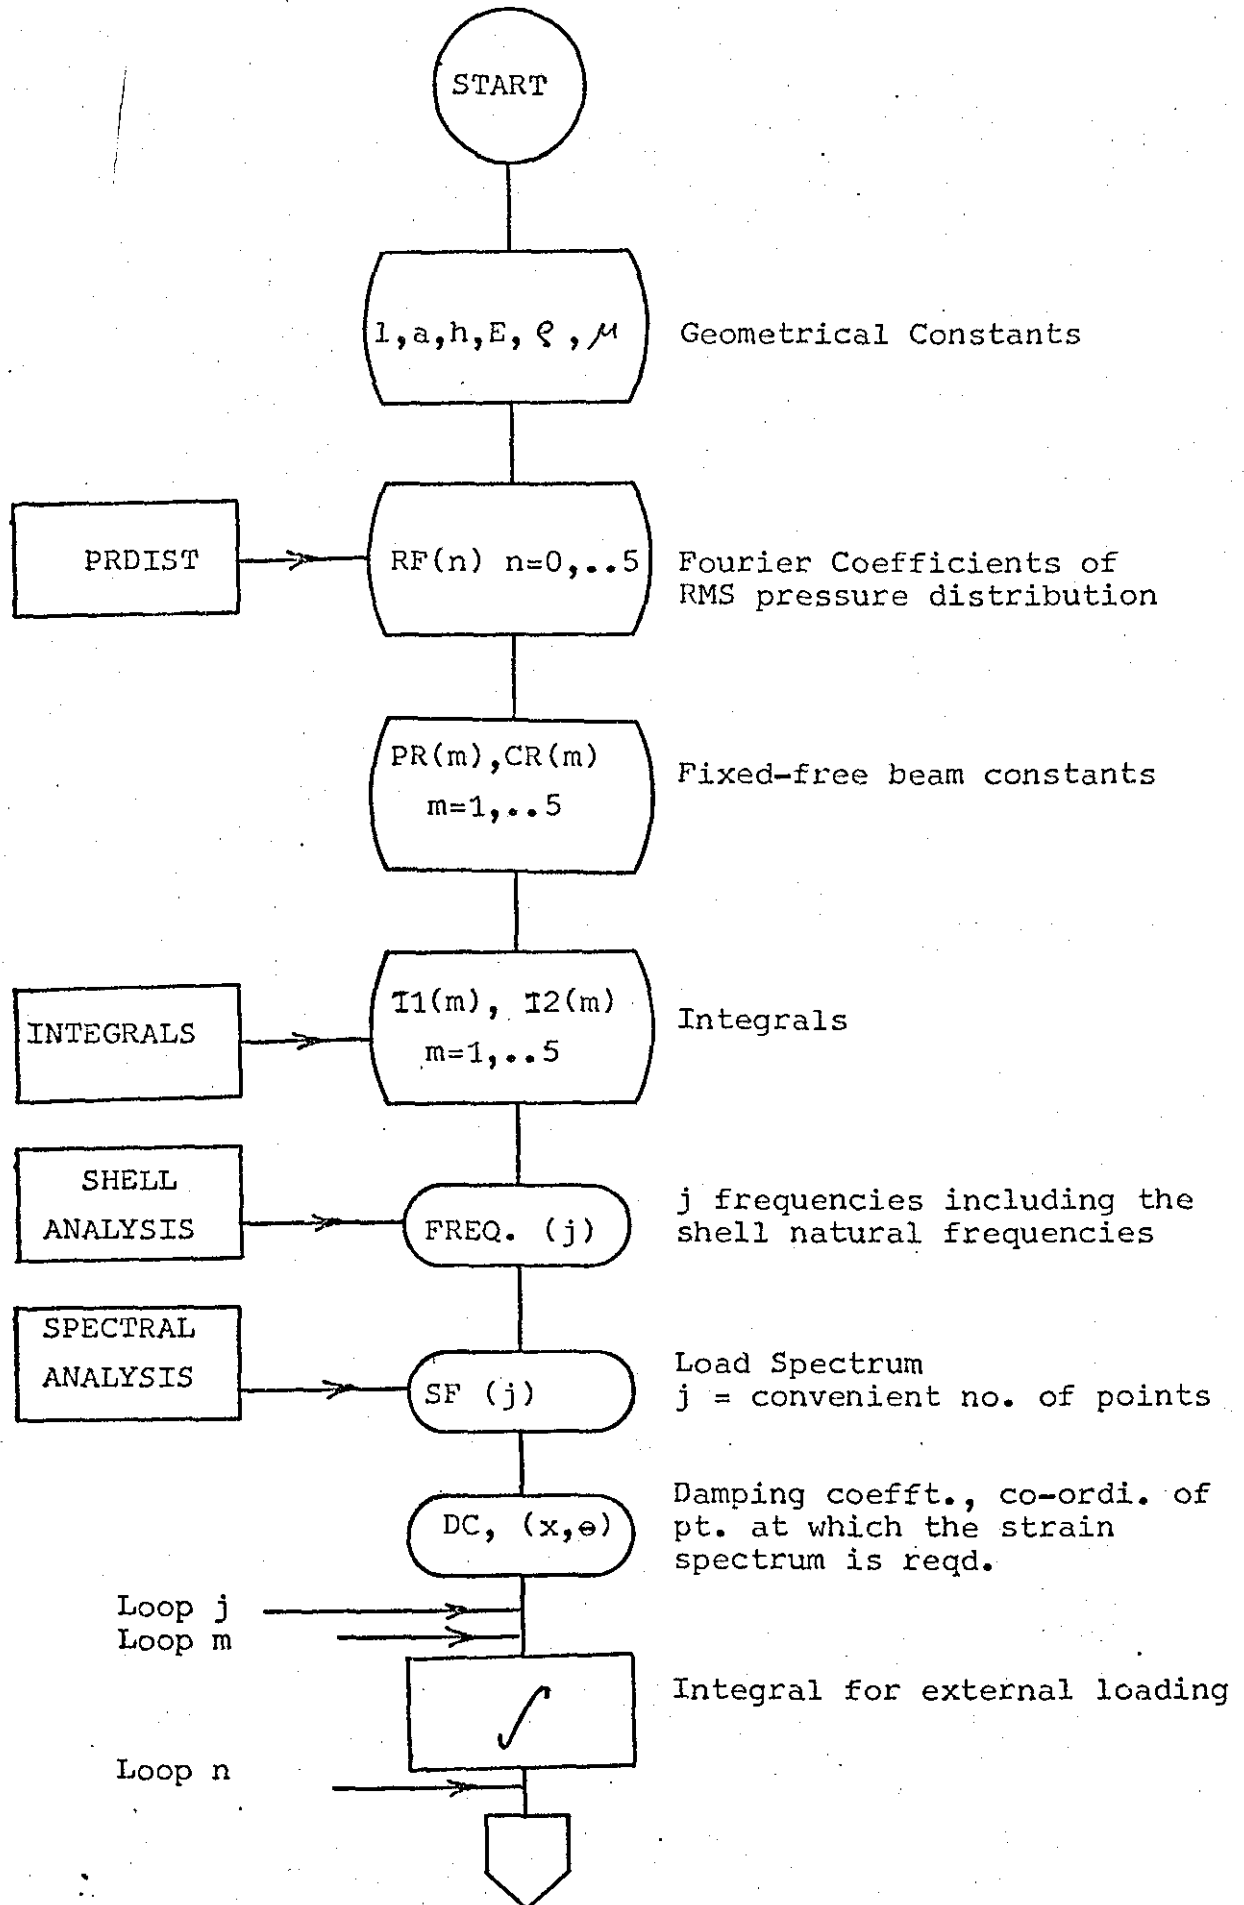 START
l,a,h,E,ρ,μ
Geometrical Constants
PRDIST
RF(n) n=0,..5
Fourier Coefficients of
RMS pressure distribution
PR(m),CR(m)
m=1,..5
Fixed-free beam constants
INTEGRALS
I1(m), I2(m)
m=1,..5
Integrals
SHELL
ANALYSIS
FREQ. (j)
j frequencies including the
shell natural frequencies
SPECTRAL
ANALYSIS
SF (j)
Load Spectrum
j = convenient no. of points
DC, (x,θ)
Damping coefft., co-ordi. of
pt. at which the strain
spectrum is reqd.
Loop j
Loop m
∫
Integral for external loading
Loop n